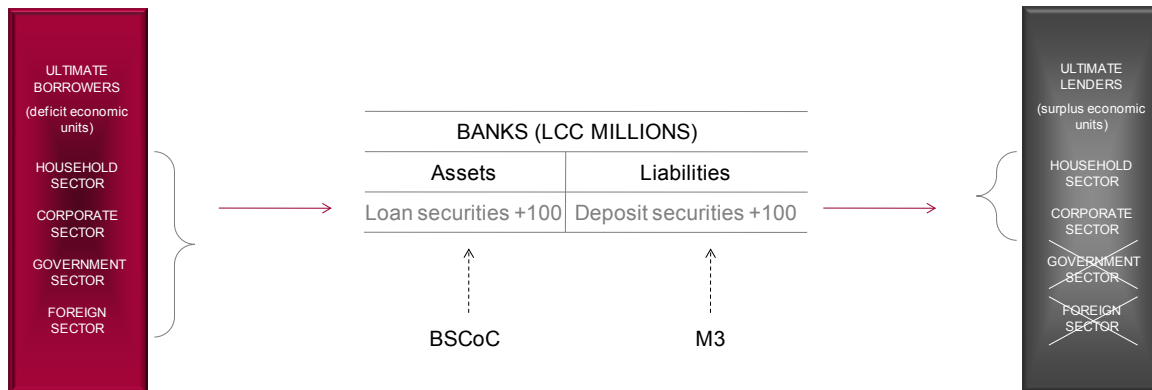 ULTIMATE
BORROWERS
(deficit economic
units)
HOUSEHOLD
SECTOR
CORPORATE
SECTOR
GOVERNMENT
SECTOR
FOREIGN
SECTOR
BANKS (LCC MILLIONS)
Assets
Liabilities
Loan securities +100
Deposit securities +100
BSCoC
M3
ULTIMATE
LENDERS
(surplus economic
units)
HOUSEHOLD
SECTOR
CORPORATE
SECTOR
GOVERNMENT
SECTOR
FOREIGN
SECTOR